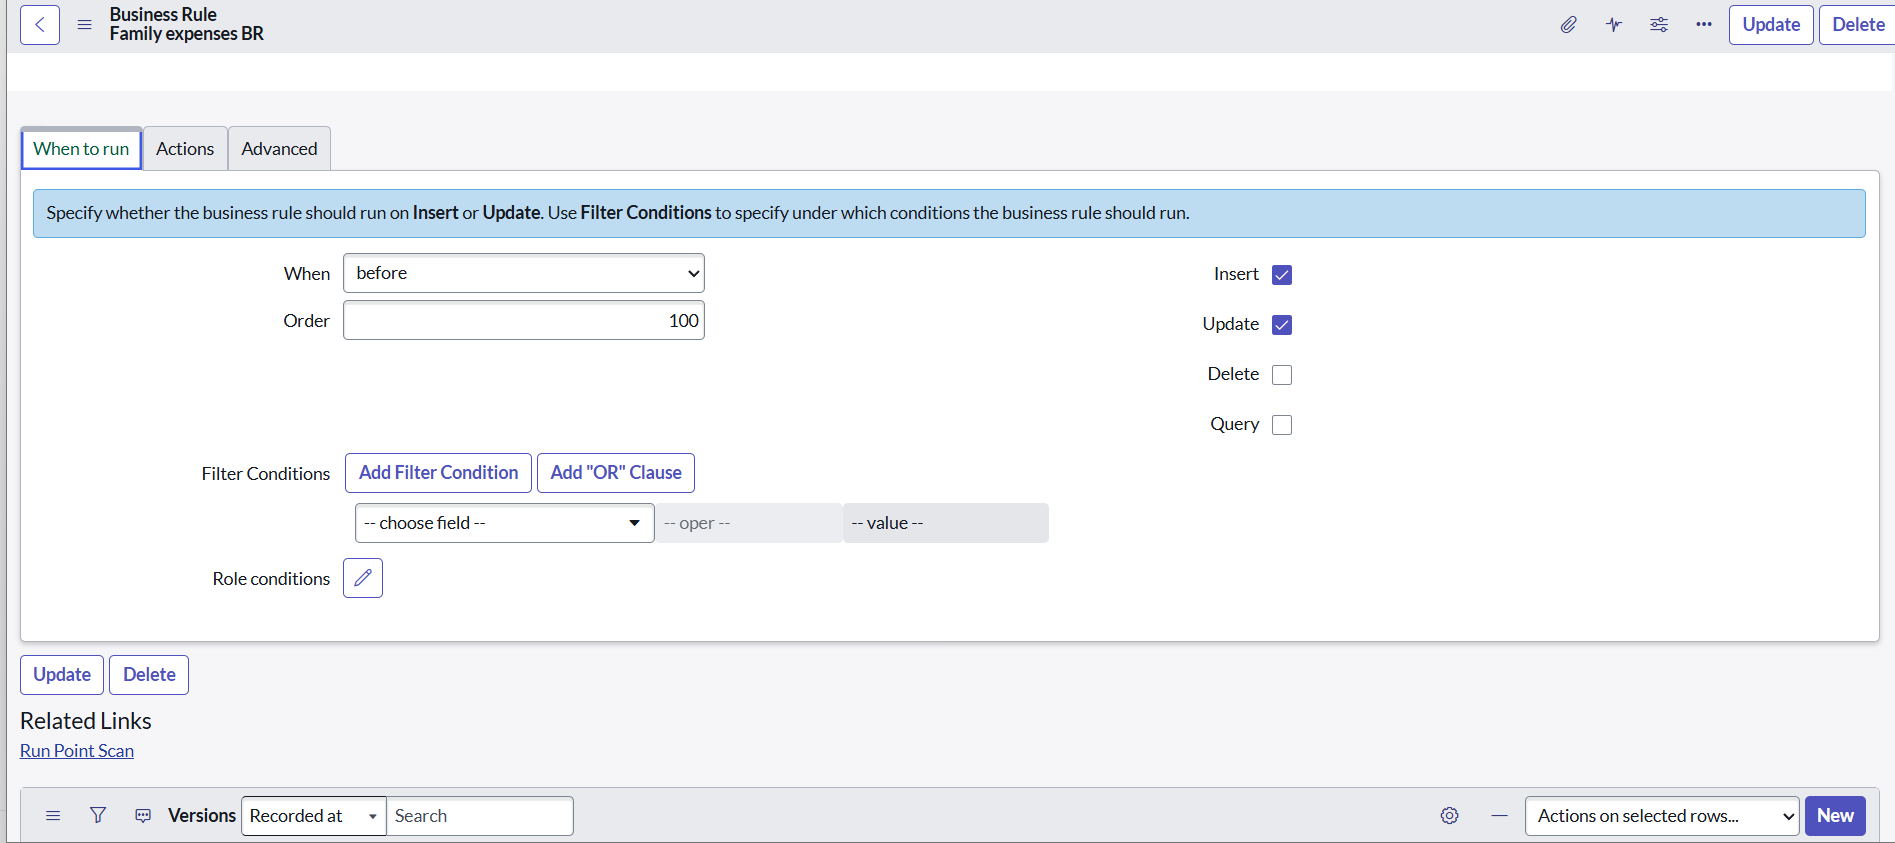 Business Rule
Family expenses BR
Update
Delete
When to run
Actions
Advanced
Specify whether the business rule should run on Insert or Update. Use Filter Conditions to specify under which conditions the business rule should run.
When
before
Insert
Order
100
Update
Delete
Query
Filter Conditions
Add Filter Condition
Add "OR" Clause
-- choose field --
-- oper --
-- value --
Role conditions
Update
Delete
Related Links
Run Point Scan
Versions
Recorded at
Search
Actions on selected rows...
New